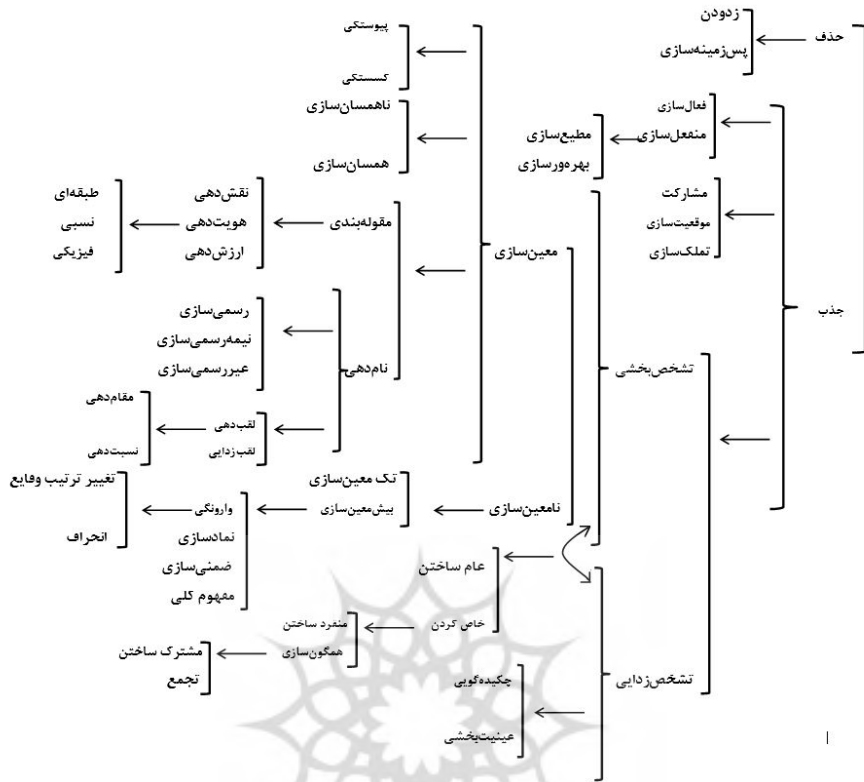 حذف
زدودن
پس‌زمینه‌سازی
جذب
فعال‌سازی
منفعل‌سازی
مطیع‌سازی
بهره‌ورسازی
مشارکت
موقعیت‌سازی
تملک‌سازی
تشخص‌بخشی
معین‌سازی
پیوستگی
کسستگی
ناهمسان‌سازی
همسان‌سازی
مقوله‌بندی
نقش‌دهی
هویت‌دهی
ارزش‌دهی
طبقه‌ای
نسبی
فیزیکی
نام‌دهی
رسمی‌سازی
نیمه‌رسمی‌سازی
عیررسمی‌سازی
لقب‌دهی
لقب‌زدایی
مقام‌دهی
نسبت‌دهی
نامعین‌سازی
تک معین‌سازی
بیش‌معین‌سازی
وارونگی
نمادسازی
ضمنی‌سازی
مفهوم کلی
تغییر ترتیب وقایع
انحراف
عام ساختن
خاص کردن
منفرد ساختن
همگون‌سازی
مشترک ساختن
تجمع
تشخص‌زدایی
چکیده‌گویی
عینیت‌بخشی